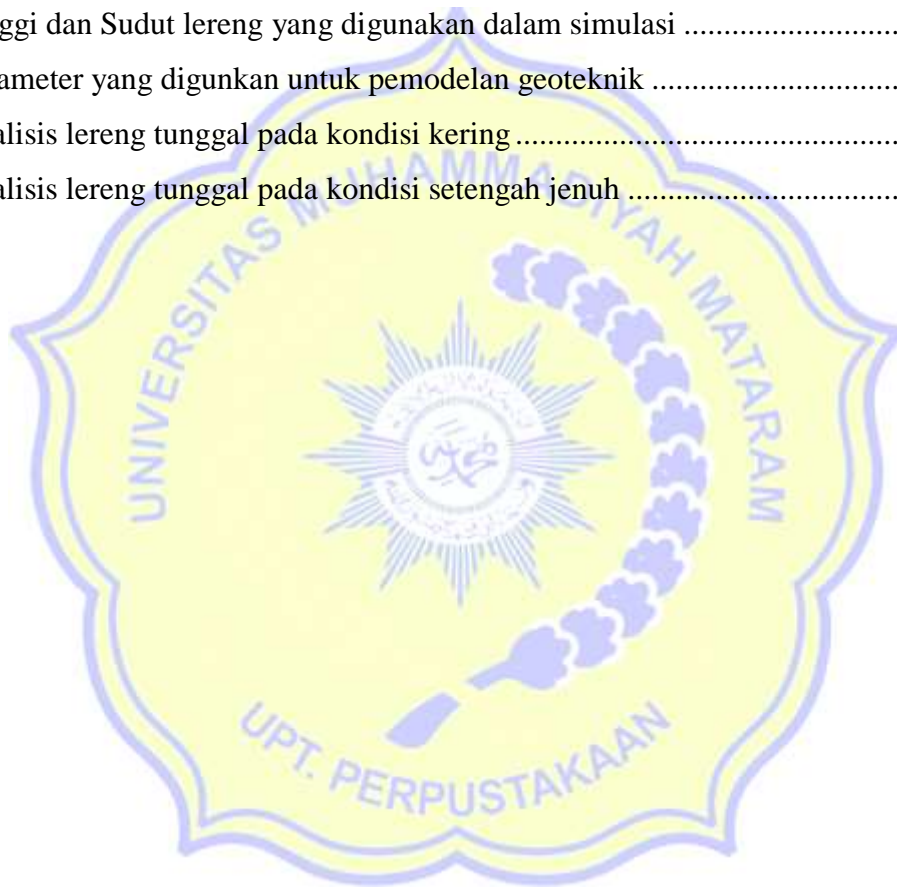 ggi dan Sudut lereng yang digunakan dalam simulasi ...........................
ameter yang digunkan untuk pemodelan geoteknik ...............................
alisis lereng tunggal pada kondisi kering ................................................
alisis lereng tunggal pada kondisi setengah jenuh ..................................
UNIVERSITAS MUHAMMADIYAH MATARAM
UPT. PERPUSTAKAAN